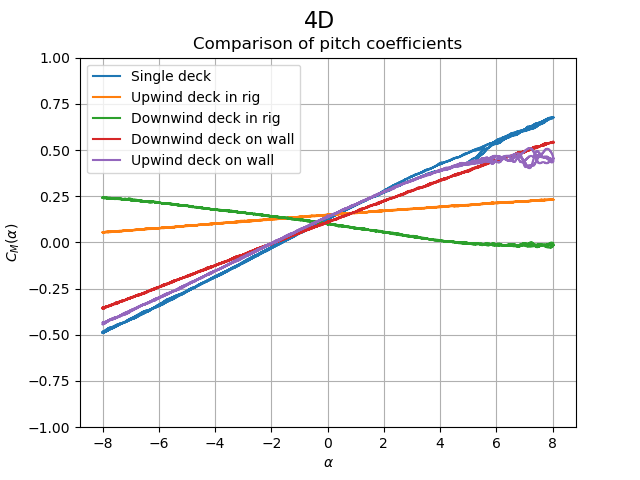 4D
Comparison of pitch coefficients
Single deck
Upwind deck in rig
Downwind deck in rig
Downwind deck on wall
Upwind deck on wall
1.00
0.75
0.50
0.25
0.00
−0.25
−0.50
−0.75
−1.00
C_M(α)
−8 −6 −4 −2 0 2 4 6 8
α